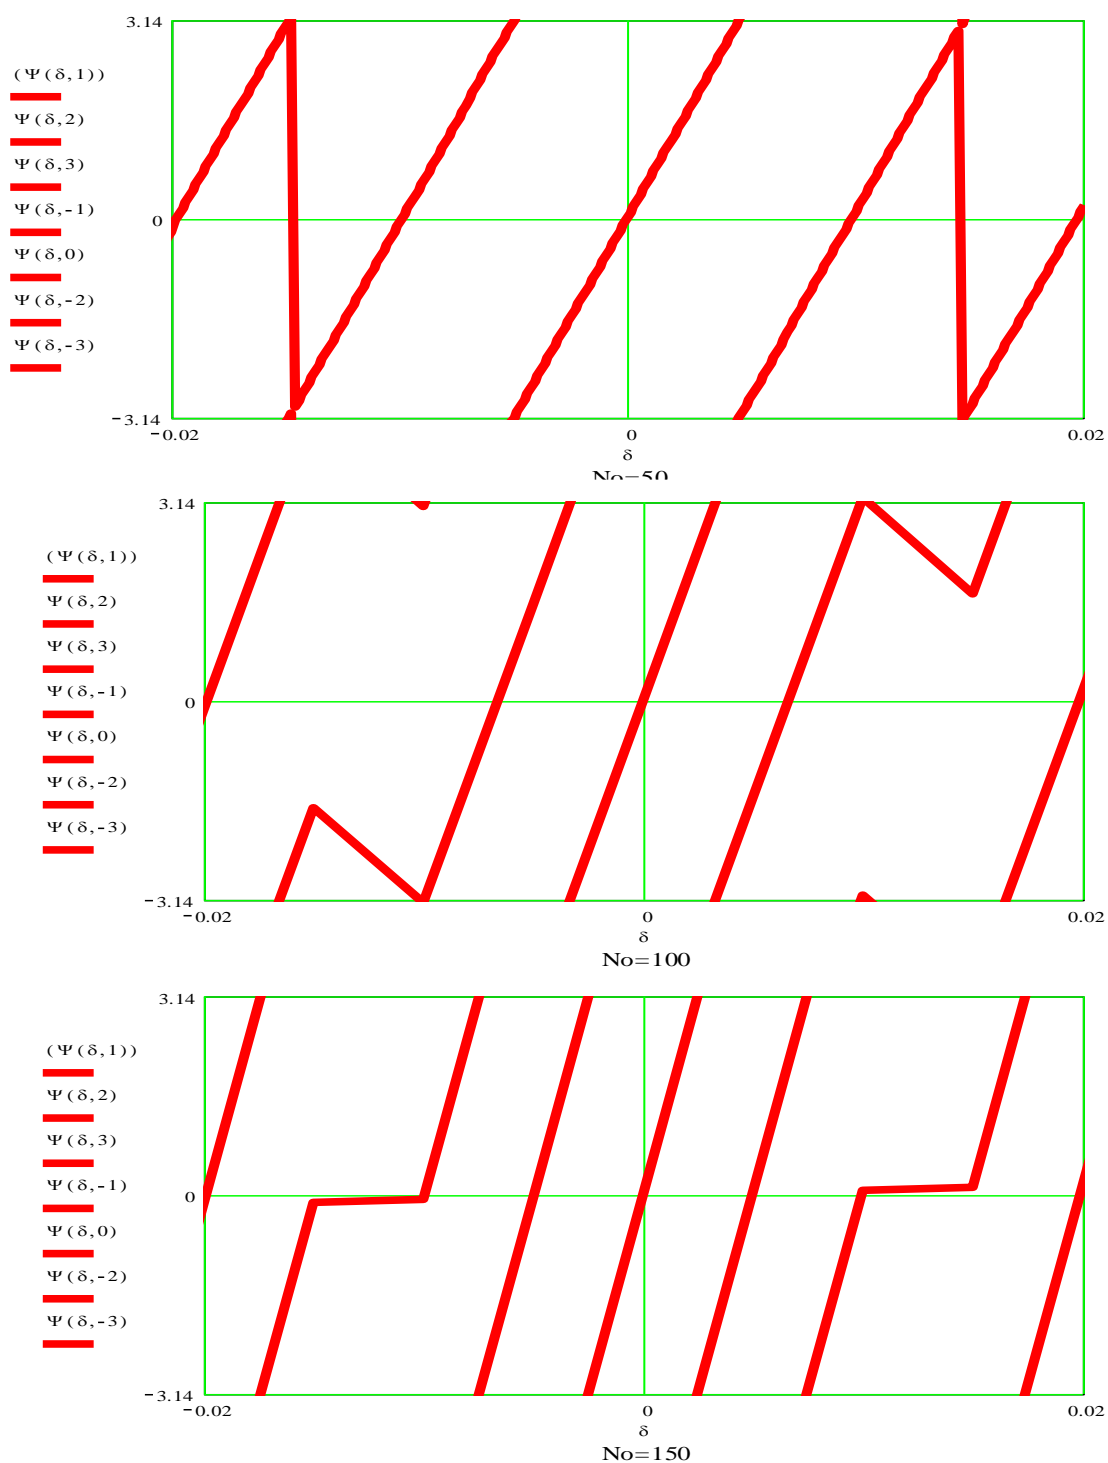 3.14
(Ψ(δ,1))
Ψ(δ,2)
Ψ(δ,3)
Ψ(δ,-1)
0
Ψ(δ,0)
Ψ(δ,-2)
Ψ(δ,-3)
-3.14
-0.02 0 0.02
δ
No=50
3.14
(Ψ(δ,1))
Ψ(δ,2)
Ψ(δ,3)
Ψ(δ,-1)
0
Ψ(δ,0)
Ψ(δ,-2)
Ψ(δ,-3)
-3.14
-0.02 0 0.02
δ
No=100
3.14
(Ψ(δ,1))
Ψ(δ,2)
Ψ(δ,3)
Ψ(δ,-1)
0
Ψ(δ,0)
Ψ(δ,-2)
Ψ(δ,-3)
-3.14
-0.02 0 0.02
δ
No=150